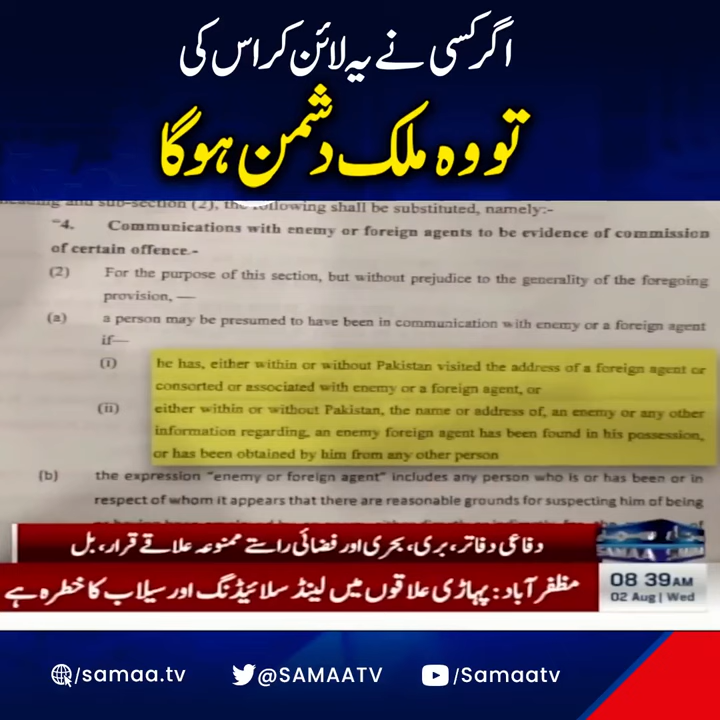 اگر کسی نے یہ لائن کراس کی
تو وہ ملک دشمن ہوگا
heading and sub-section (2), the following shall be substituted, namely:-
"4. Communications with enemy or foreign agents to be evidence of commission
of certain offence.-
(2) For the purpose of this section, but without prejudice to the generality of the foregoing
provision, —
(a) a person may be presumed to have been in communication with enemy or a foreign agent
if—
(i) he has, either within or without Pakistan visited the address of a foreign agent or
consorted or associated with enemy or a foreign agent, or
(ii) either within or without Pakistan, the name or address of, an enemy or any other
information regarding, an enemy foreign agent has been found in his possession,
or has been obtained by him from any other person
(b) the expression "enemy or foreign agent" includes any person who is or has been or in
respect of whom it appears that there are reasonable grounds for suspecting him of being
دفاعی دفاتر، بری، بحری اور فضائی راستے ممنوعہ علاقے قرار، بل
SAMAA
مظفر آباد: پہاڑی علاقوں میں لینڈ سلائیڈنگ اور سیلاب کا خطرہ ہے
08 39AM
02 Aug | Wed
/samaa.tv
@SAMAATV
/Samaatv